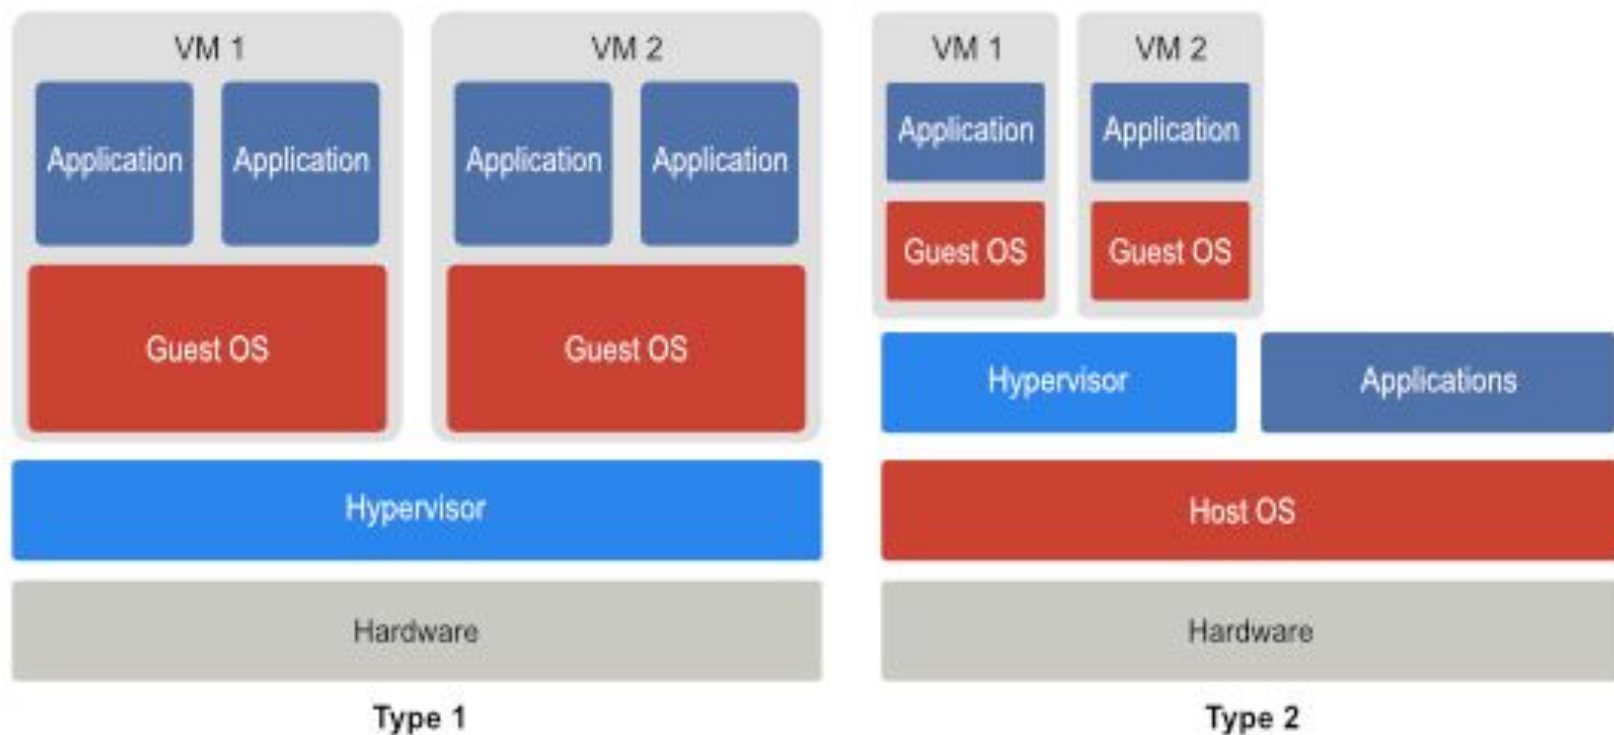 VM 1
Application Application
Guest OS
VM 2
Application Application
Guest OS
Hypervisor
Hardware
Type 1
VM 1
Application
Guest OS
VM 2
Application
Guest OS
Hypervisor
Applications
Host OS
Hardware
Type 2